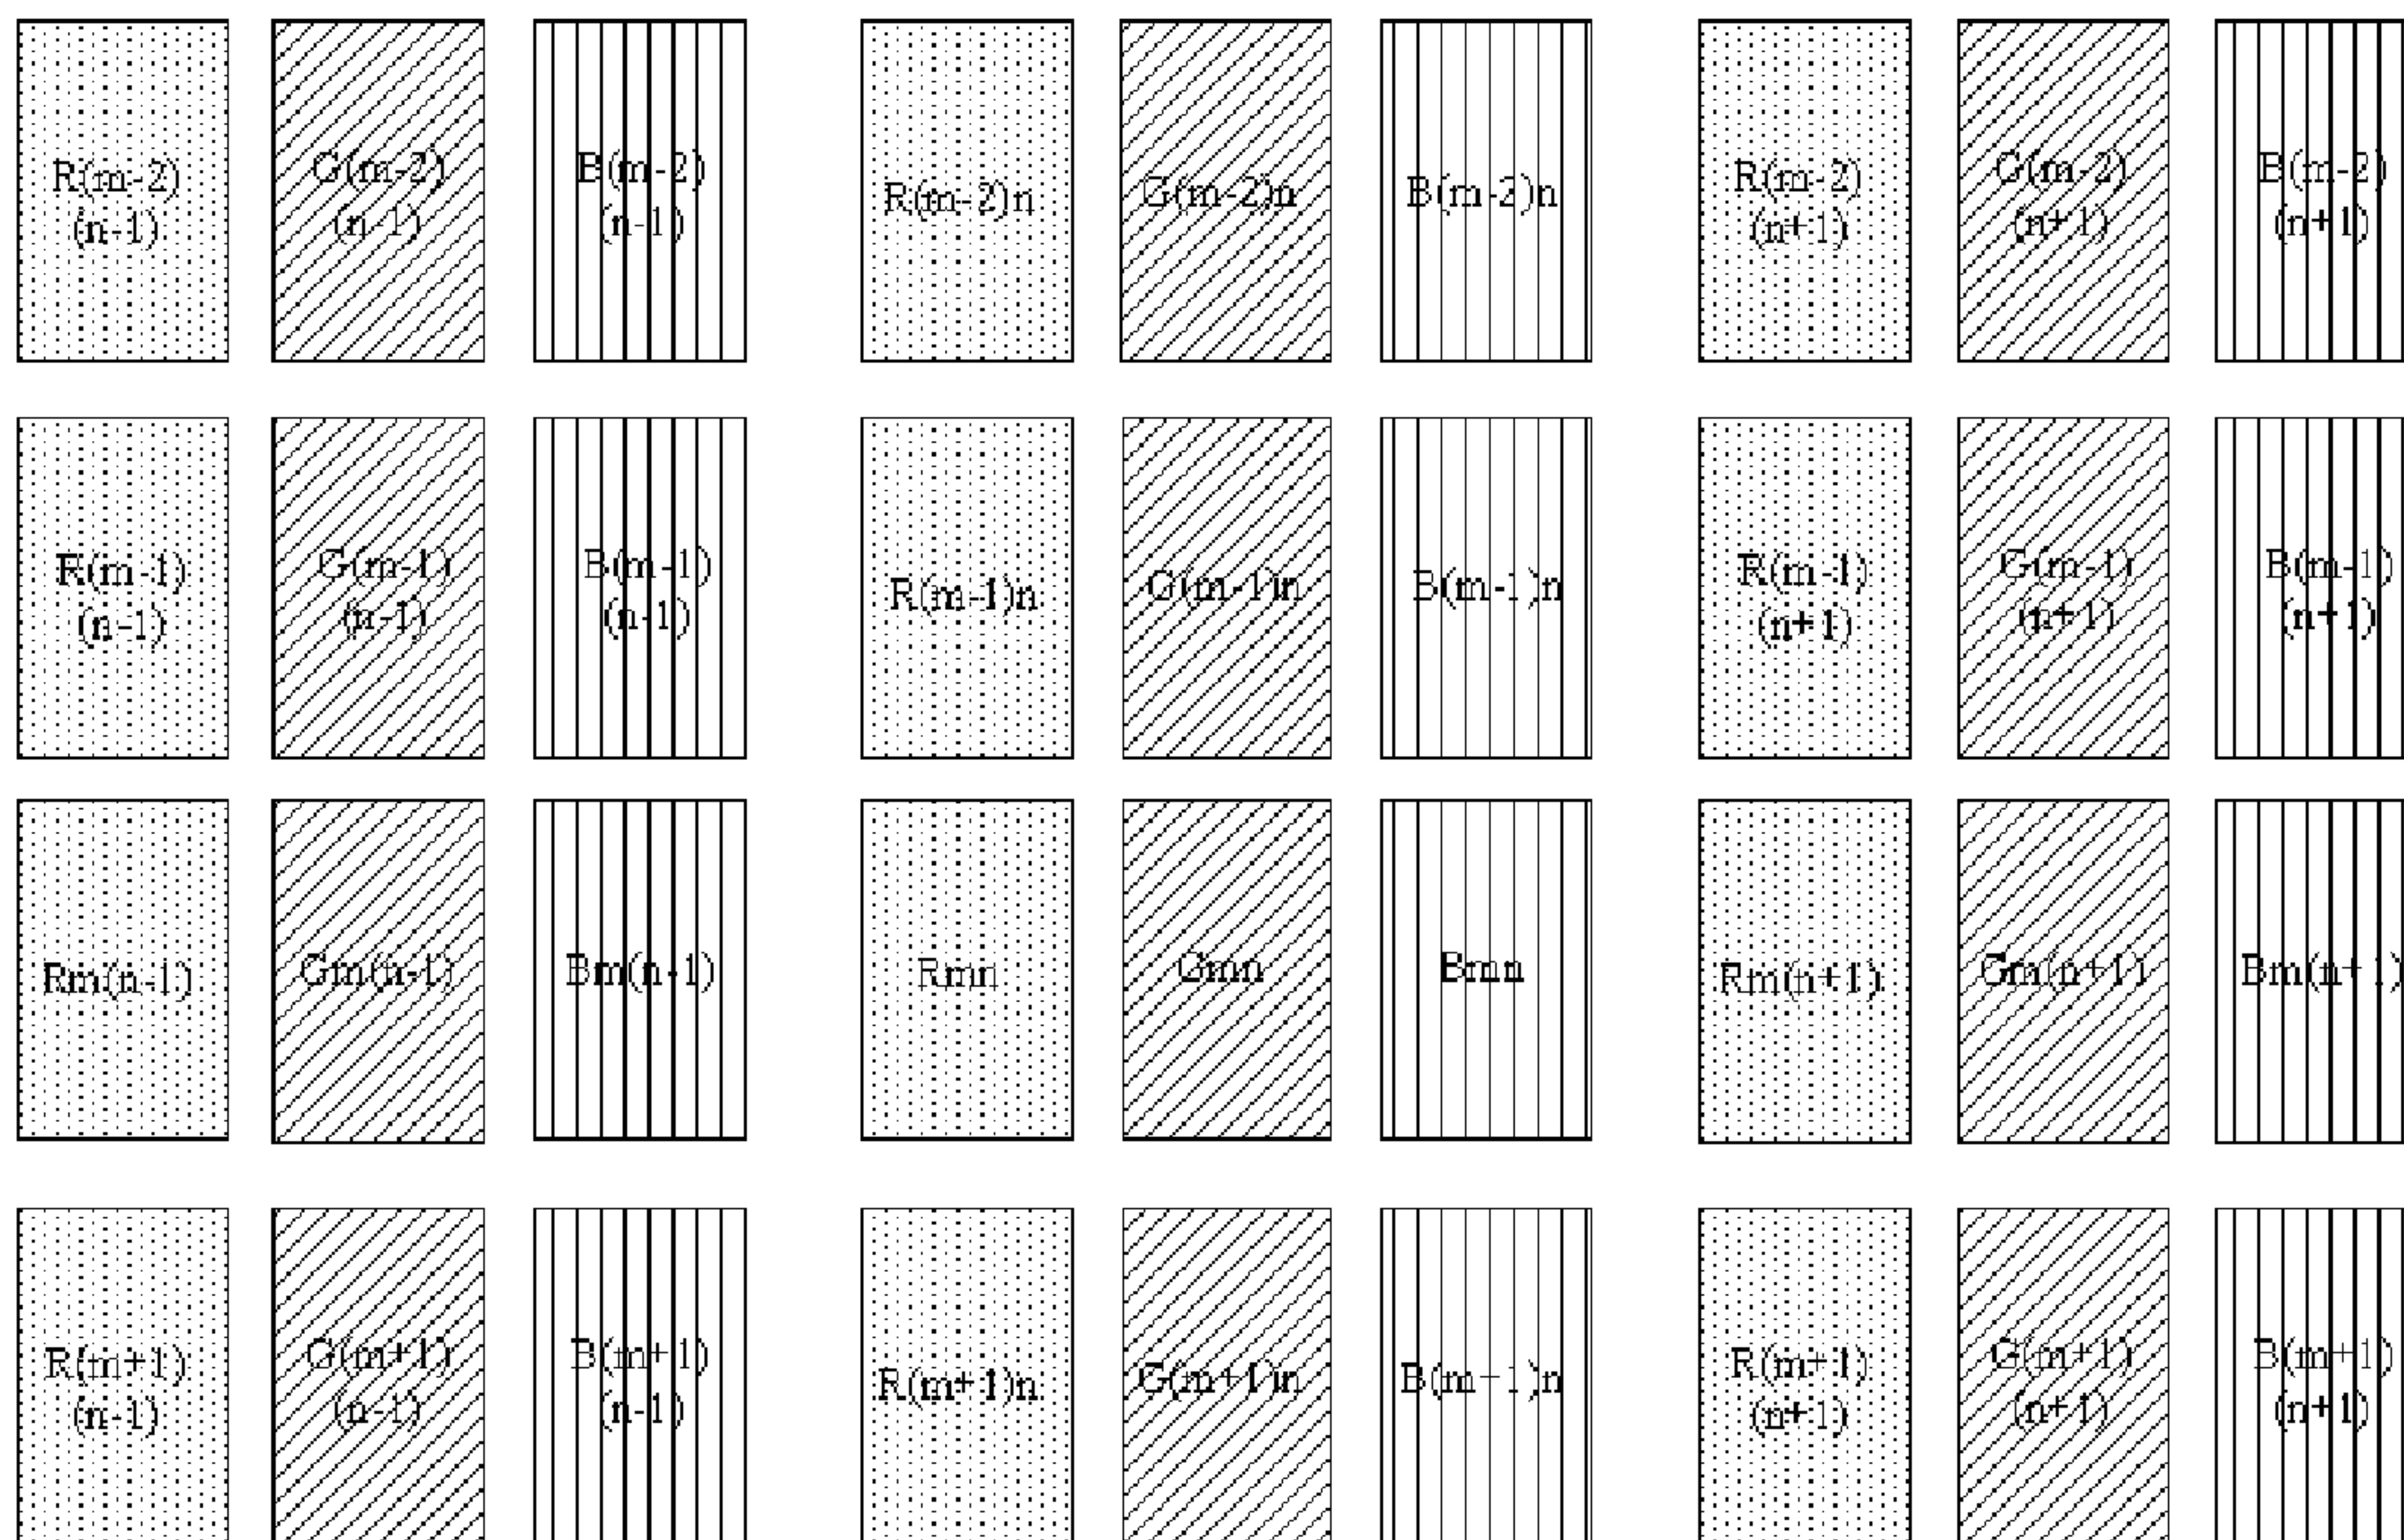 R(m-2)
(n-1)
G(m-2)
(n-1)
B(m-2)
(n-1)
R(m-2)n
G(m-2)n
B(m-2)n
R(m-2)
(n+1)
G(m-2)
(n+1)
B(m-2)
(n+1)
R(m-1)
(n-1)
G(m-1)
(n-1)
B(m-1)
(n-1)
R(m-1)n
G(m-1)n
B(m-1)n
R(m-1)
(n+1)
G(m-1)
(n+1)
B(m-1)
(n+1)
Rm(n-1)
Gm(n-1)
Bm(n-1)
Rmn
Gmn
Bmn
Rm(n+1)
Gm(n+1)
Bm(n+1)
R(m+1)
(n-1)
G(m+1)
(n-1)
B(m+1)
(n-1)
R(m+1)n
G(m+1)n
B(m+1)n
R(m+1)
(n+1)
G(m+1)
(n+1)
B(m+1)
(n+1)